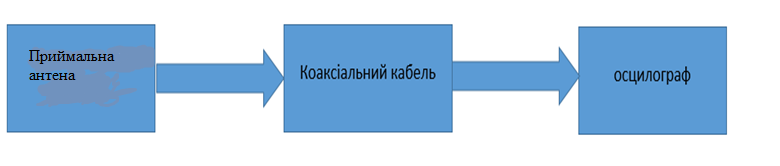 Приймальна
антена
Коаксіальний кабель
осцилограф